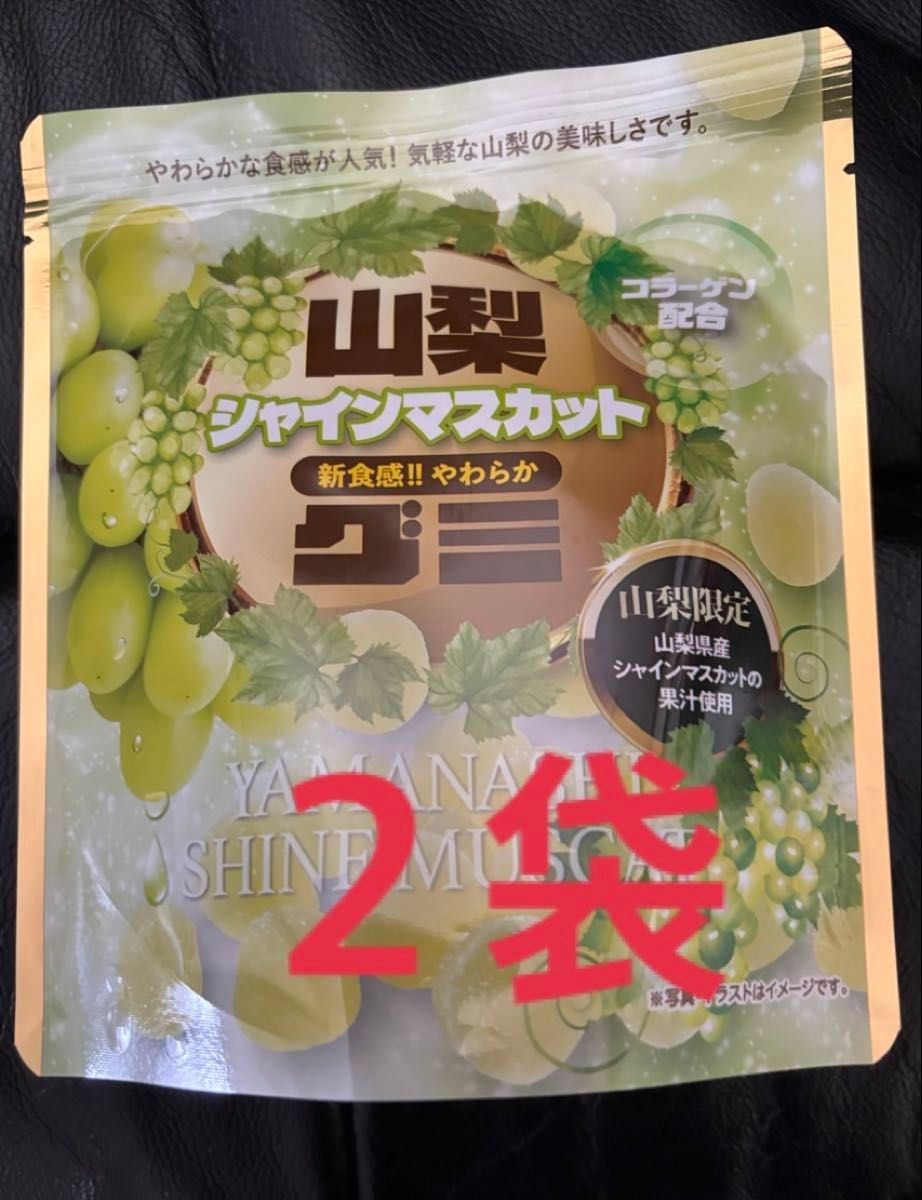 やわらかな食感が人気！気軽な山梨の美味しさです。
コラーゲン
配合
山梨
シャインマスカット
新食感!!やわらか
グミ
山梨限定
山梨県産
シャインマスカットの
果汁使用
YAMANASHI
SHINE MUSCAT
2袋
※写真・イラストはイメージです。